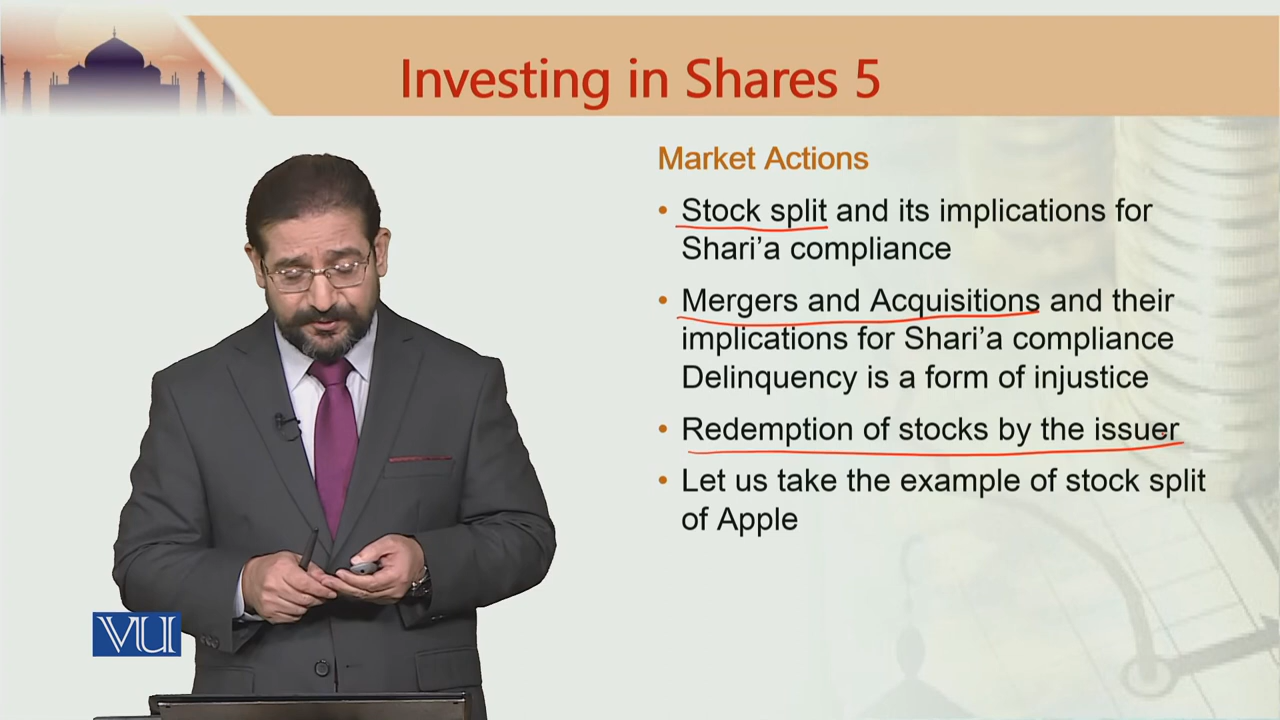 Investing in Shares 5
Market Actions
• Stock split and its implications for
Shari’a compliance
• Mergers and Acquisitions and their
implications for Shari’a compliance
Delinquency is a form of injustice
• Redemption of stocks by the issuer
• Let us take the example of stock split
of Apple
VU